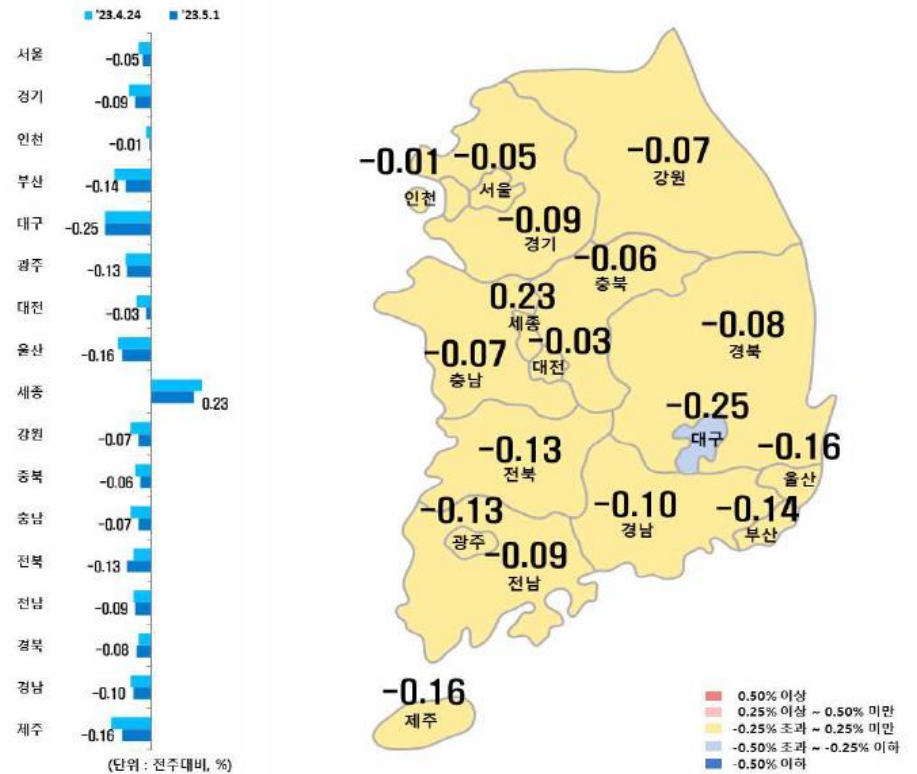 '23.4.24 '23.5.1
서울 -0.05
경기 -0.09
인천 -0.01
부산 -0.14
대구 -0.25
광주 -0.13
대전 -0.03
울산 -0.16
세종 0.23
강원 -0.07
충북 -0.06
충남 -0.07
전북 -0.13
전남 -0.09
경북 -0.08
경남 -0.10
제주 -0.16
(단위 : 전주대비, %)
-0.07
강원
-0.01
인천
-0.05
서울
-0.09
경기
-0.06
충북
0.23
세종
-0.03
대전
-0.07
충남
-0.08
경북
-0.25
대구
-0.16
울산
-0.13
전북
-0.10
경남
-0.14
부산
-0.13
광주
-0.09
전남
-0.16
제주
0.50% 이상
0.25% 이상 ~ 0.50% 미만
-0.25% 초과 ~ 0.25% 미만
-0.50% 초과 ~ -0.25% 이하
-0.50% 이하